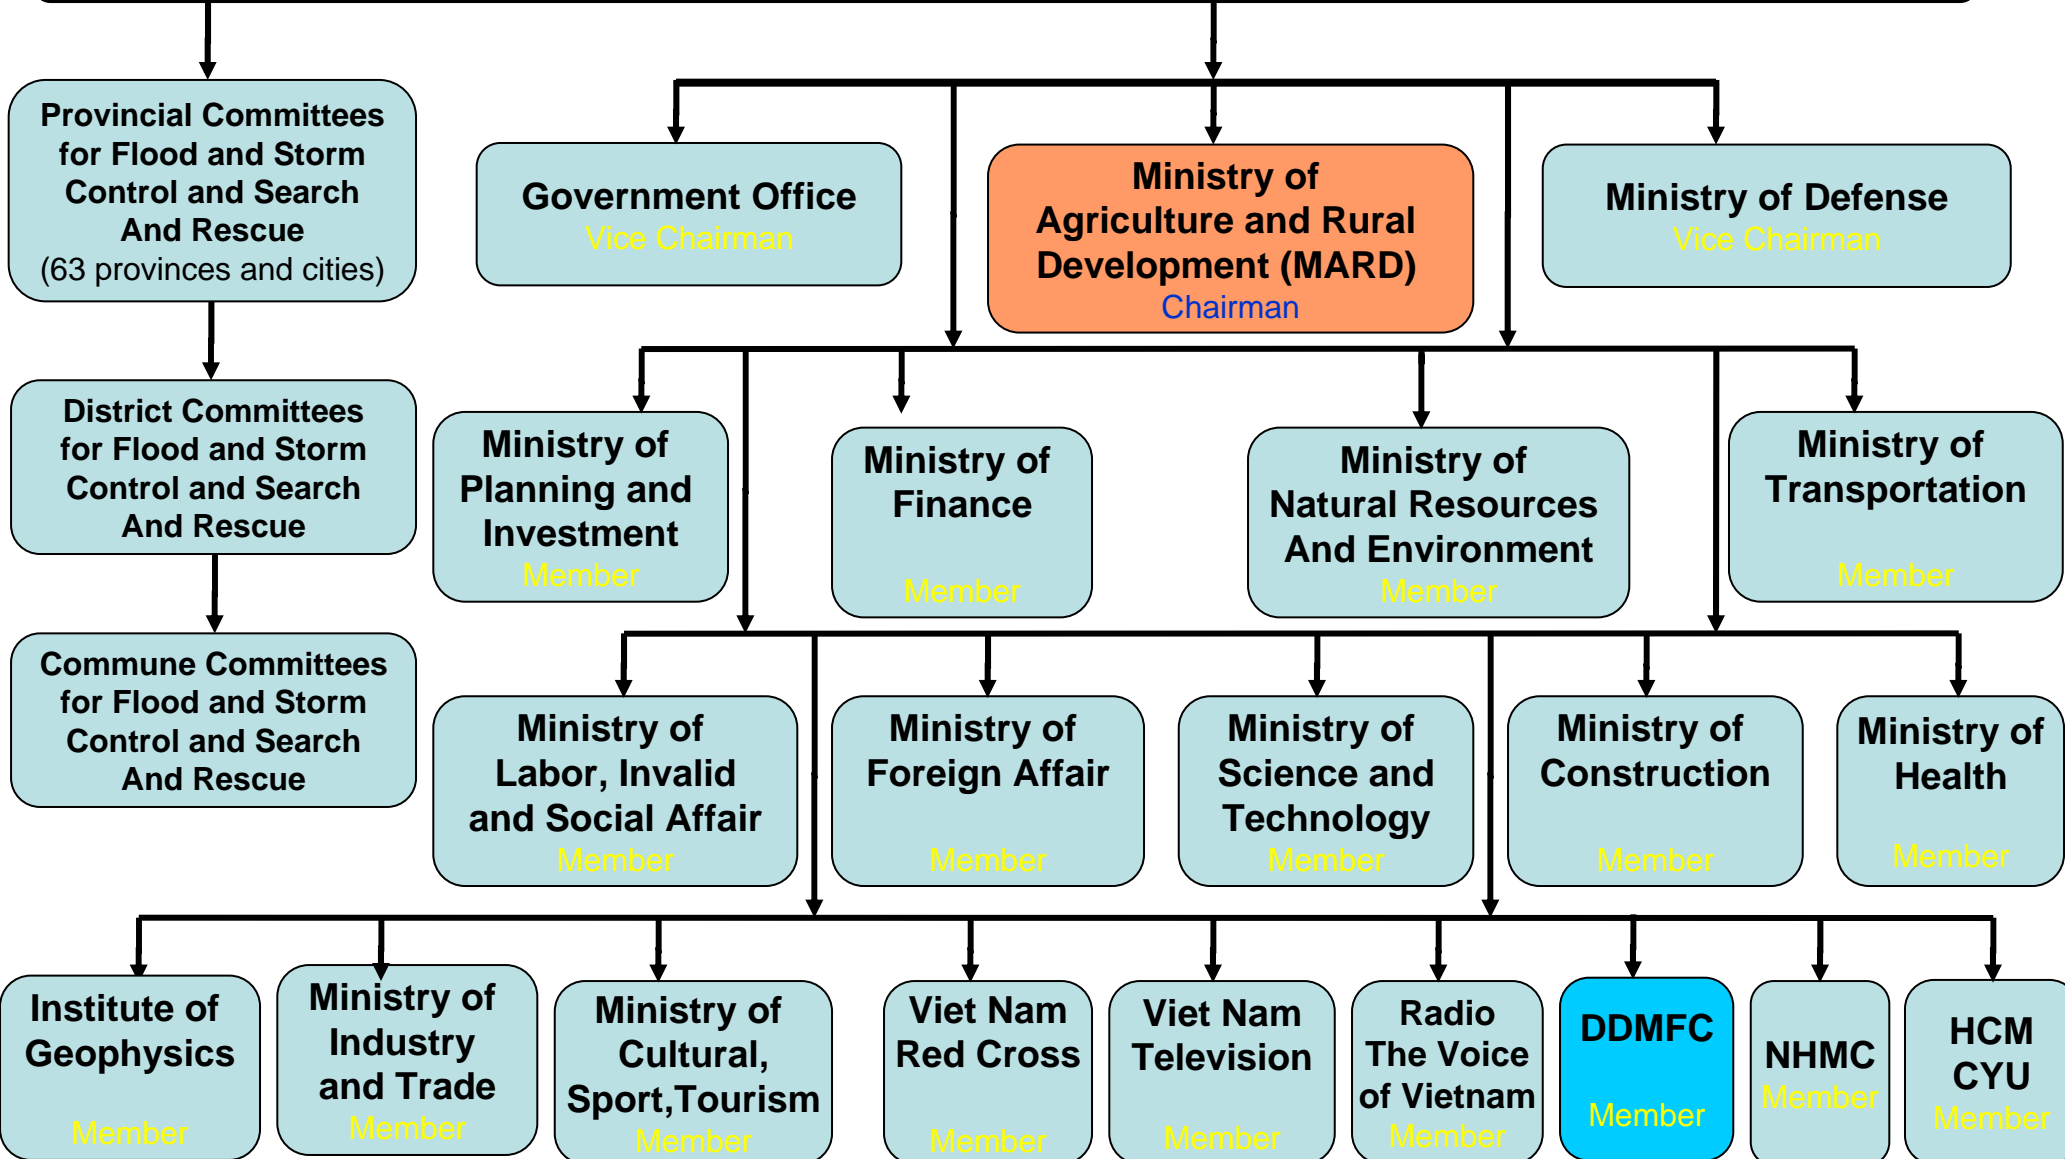 Provincial Committees
for Flood and Storm
Control and Search
And Rescue
(63 provinces and cities)
Government Office
Vice Chairman
Ministry of
Agriculture and Rural
Development (MARD)
Chairman
Ministry of Defense
Vice Chairman
District Committees
for Flood and Storm
Control and Search
And Rescue
Ministry of
Planning and
Investment
Member
Ministry of
Finance
Member
Ministry of
Natural Resources
And Environment
Member
Ministry of
Transportation
Member
Commune Committees
for Flood and Storm
Control and Search
And Rescue
Ministry of
Labor, Invalid
and Social Affair
Member
Ministry of
Foreign Affair
Member
Ministry of
Science and
Technology
Member
Ministry of
Construction
Member
Ministry of
Health
Member
Institute of
Geophysics
Member
Ministry of
Industry
and Trade
Member
Ministry of
Cultural,
Sport,Tourism
Member
Viet Nam
Red Cross
Member
Viet Nam
Television
Member
Radio
The Voice
of Vietnam
Member
DDMFC
Member
NHMC
Member
HCM
CYU
Member